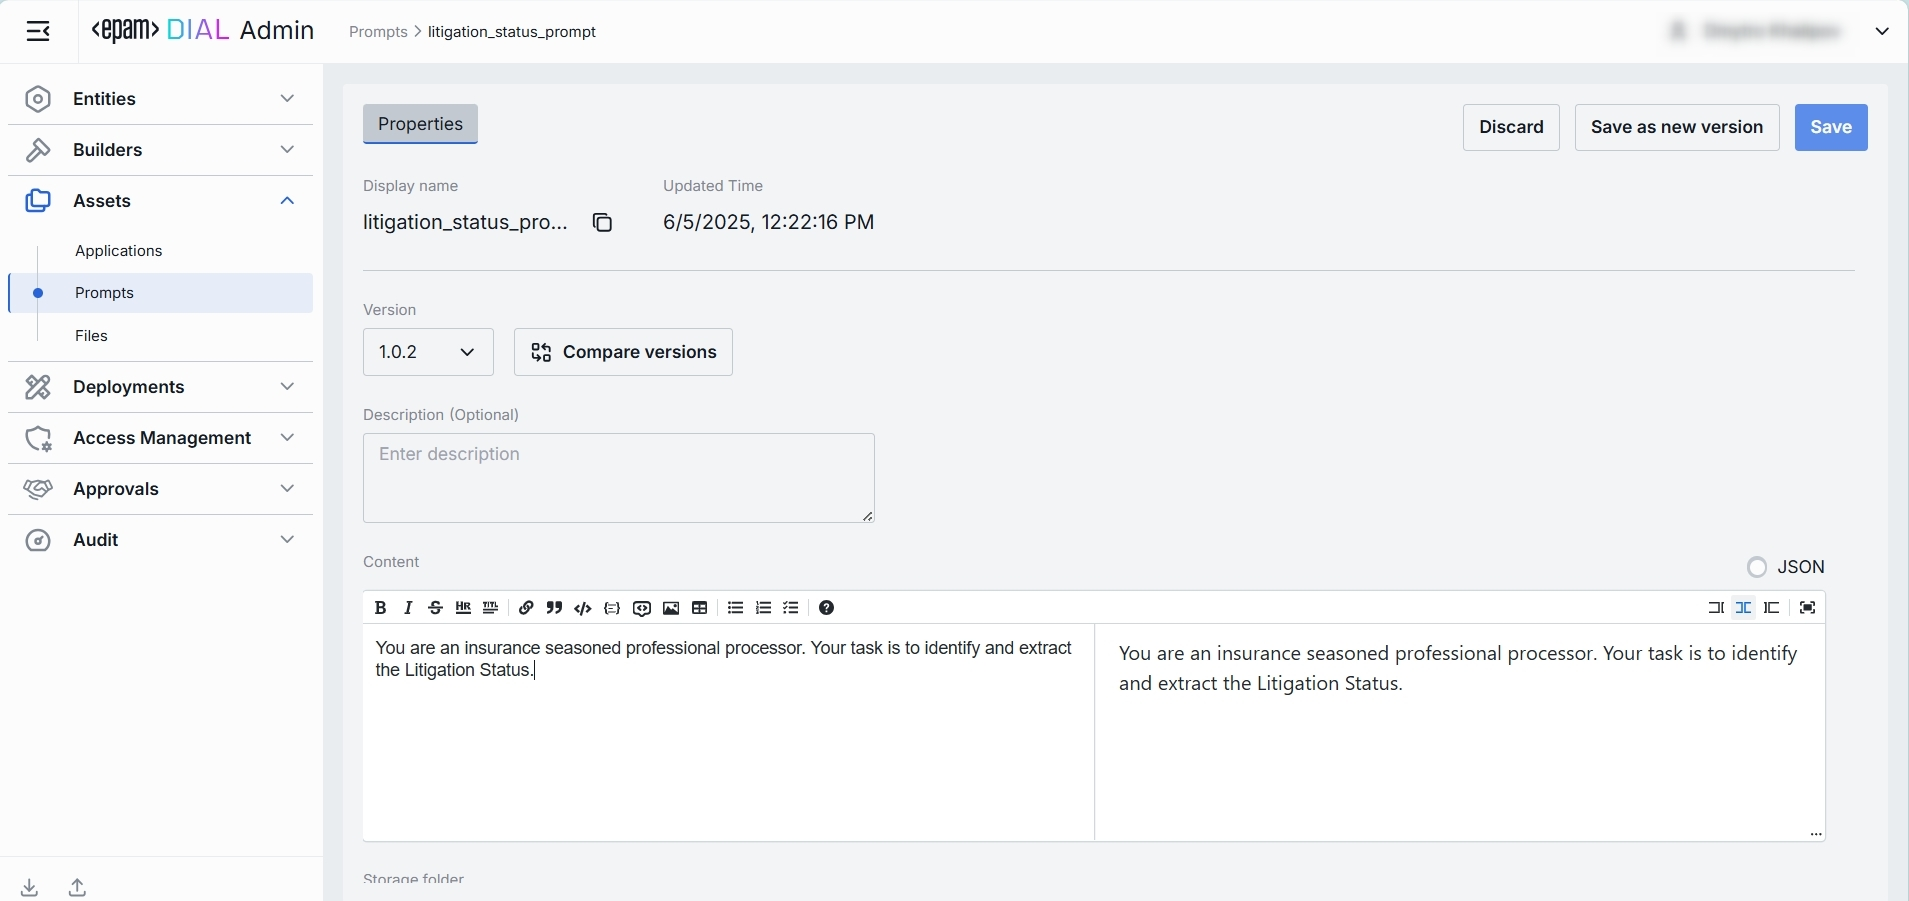 <epam> DIAL Admin
Prompts > litigation_status_prompt
Entities
Builders
Assets
Applications
Prompts
Files
Deployments
Access Management
Approvals
Audit
Properties
Discard
Save as new version
Save
Display name
Updated Time
litigation_status_pro...
6/5/2025, 12:22:16 PM
Version
1.0.2
Compare versions
Description (Optional)
Enter description
Content
JSON
B I S HR TITL
You are an insurance seasoned professional processor. Your task is to identify and extract
the Litigation Status.
You are an insurance seasoned professional processor. Your task is to identify
and extract the Litigation Status.
Storage folder